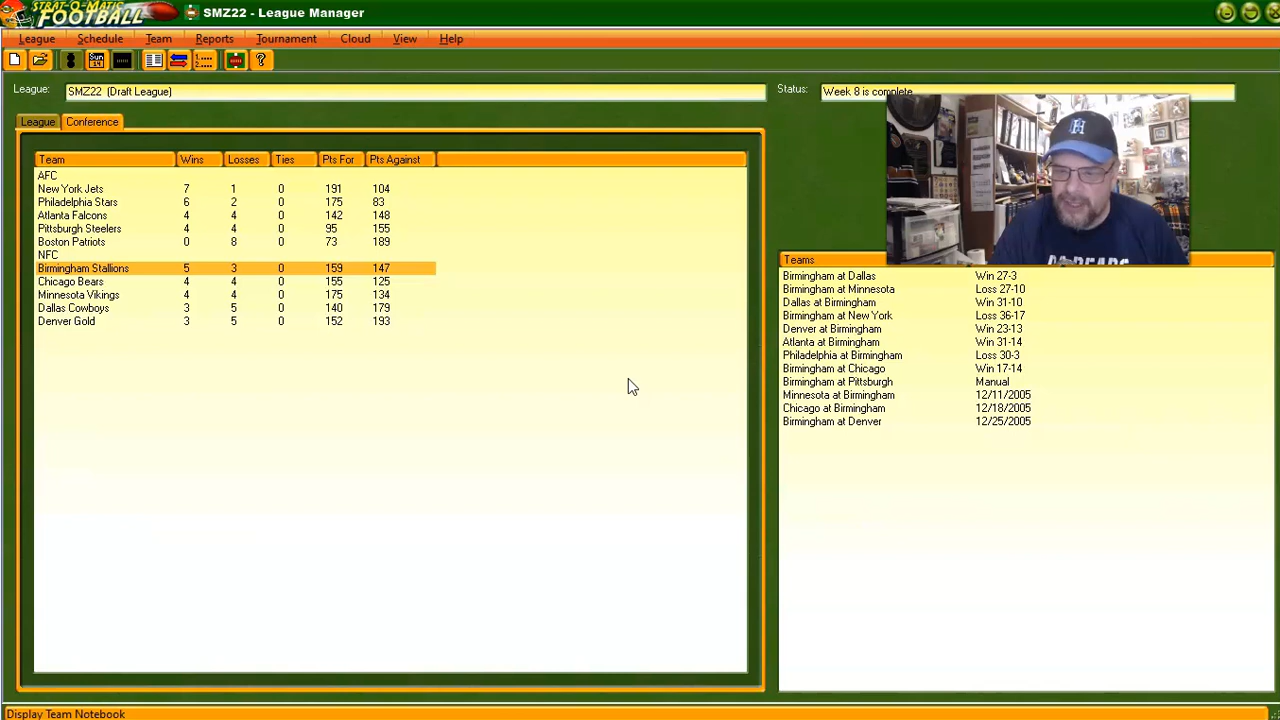 STRAT-O-MATIC FOOTBALL SMZ22 - League Manager
League Schedule Team Reports Tournament Cloud View Help
League: SMZ22 (Draft League) Status: Week 8 is complete
League Conference
Team Wins Losses Ties Pts For Pts Against
AFC
New York Jets 7 1 0 191 104
Philadelphia Stars 6 2 0 175 83
Atlanta Falcons 4 4 0 142 148
Pittsburgh Steelers 4 4 0 95 155
Boston Patriots 0 8 0 73 189
NFC
Birmingham Stallions 5 3 0 159 147
Chicago Bears 4 4 0 155 125
Minnesota Vikings 4 4 0 175 134
Dallas Cowboys 3 5 0 140 179
Denver Gold 3 5 0 152 193
Teams
Birmingham at Dallas Win 27-3
Birmingham at Minnesota Loss 27-10
Dallas at Birmingham Win 31-10
Birmingham at New York Loss 36-17
Denver at Birmingham Win 23-13
Atlanta at Birmingham Win 31-14
Philadelphia at Birmingham Loss 30-3
Birmingham at Chicago Win 17-14
Birmingham at Pittsburgh Manual
Minnesota at Birmingham 12/11/2005
Chicago at Birmingham 12/18/2005
Birmingham at Denver 12/25/2005
Display Team Notebook